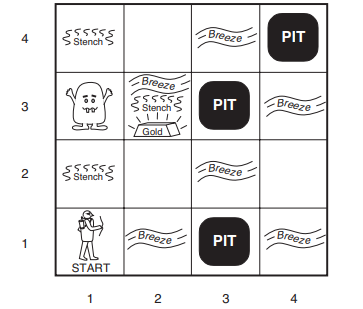 4
Stench
Breeze
PIT
3
Breeze
Stench
Gold
PIT
Breeze
2
Stench
Breeze
1
START
Breeze
PIT
Breeze
1 2 3 4